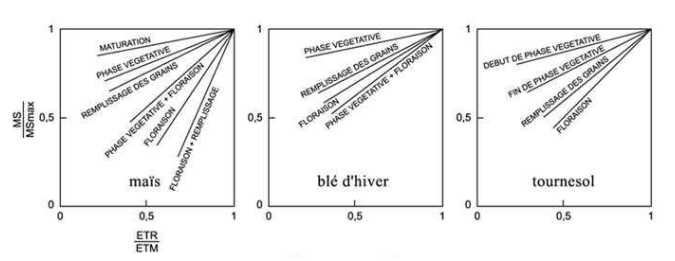 MS
MSmax
1
0,5
0
MATURATION
PHASE VEGETATIVE
REMPLISSAGE DES GRAINS
PHASE VEGETATIVE + FLORAISON
FLORAISON
FLORAISON + REMPLISSAGE
maïs
0
0,5
1
ETR
ETM
1
0,5
0
PHASE VEGETATIVE
REMPLISSAGE DES GRAINS
FLORAISON
PHASE VEGETATIVE + FLORAISON
blé d'hiver
0
0,5
1
1
0,5
0
DEBUT DE PHASE VEGETATIVE
FIN DE PHASE VEGETATIVE
REMPLISSAGE DES GRAINS
FLORAISON
tournesol
0
0,5
1